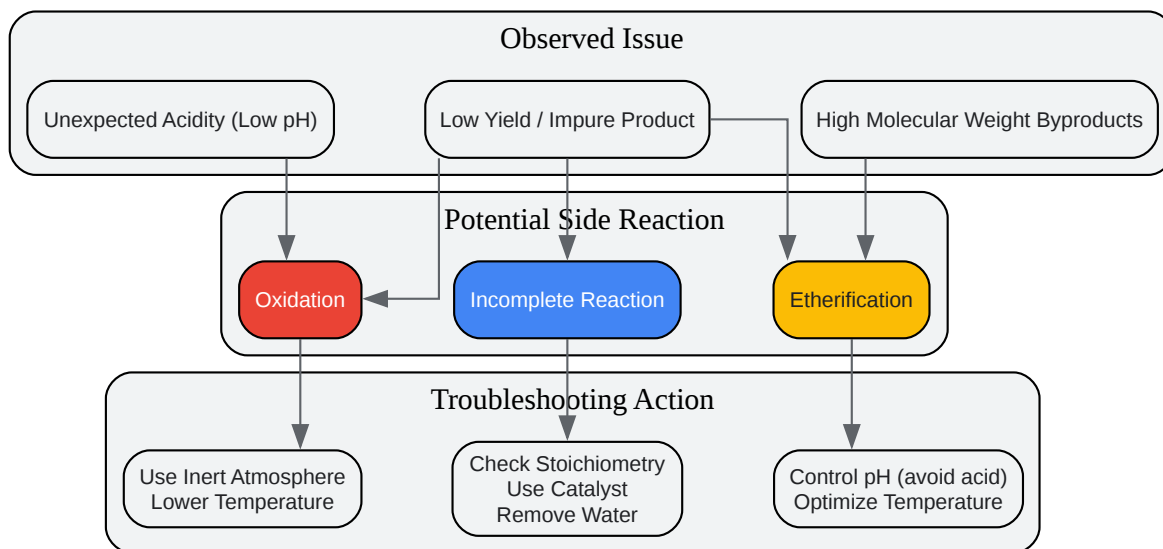 Observed Issue
Unexpected Acidity (Low pH)
Low Yield / Impure Product
High Molecular Weight Byproducts
Potential Side Reaction
Oxidation
Incomplete Reaction
Etherification
Troubleshooting Action
Use Inert Atmosphere
Lower Temperature
Check Stoichiometry
Use Catalyst
Remove Water
Control pH (avoid acid)
Optimize Temperature